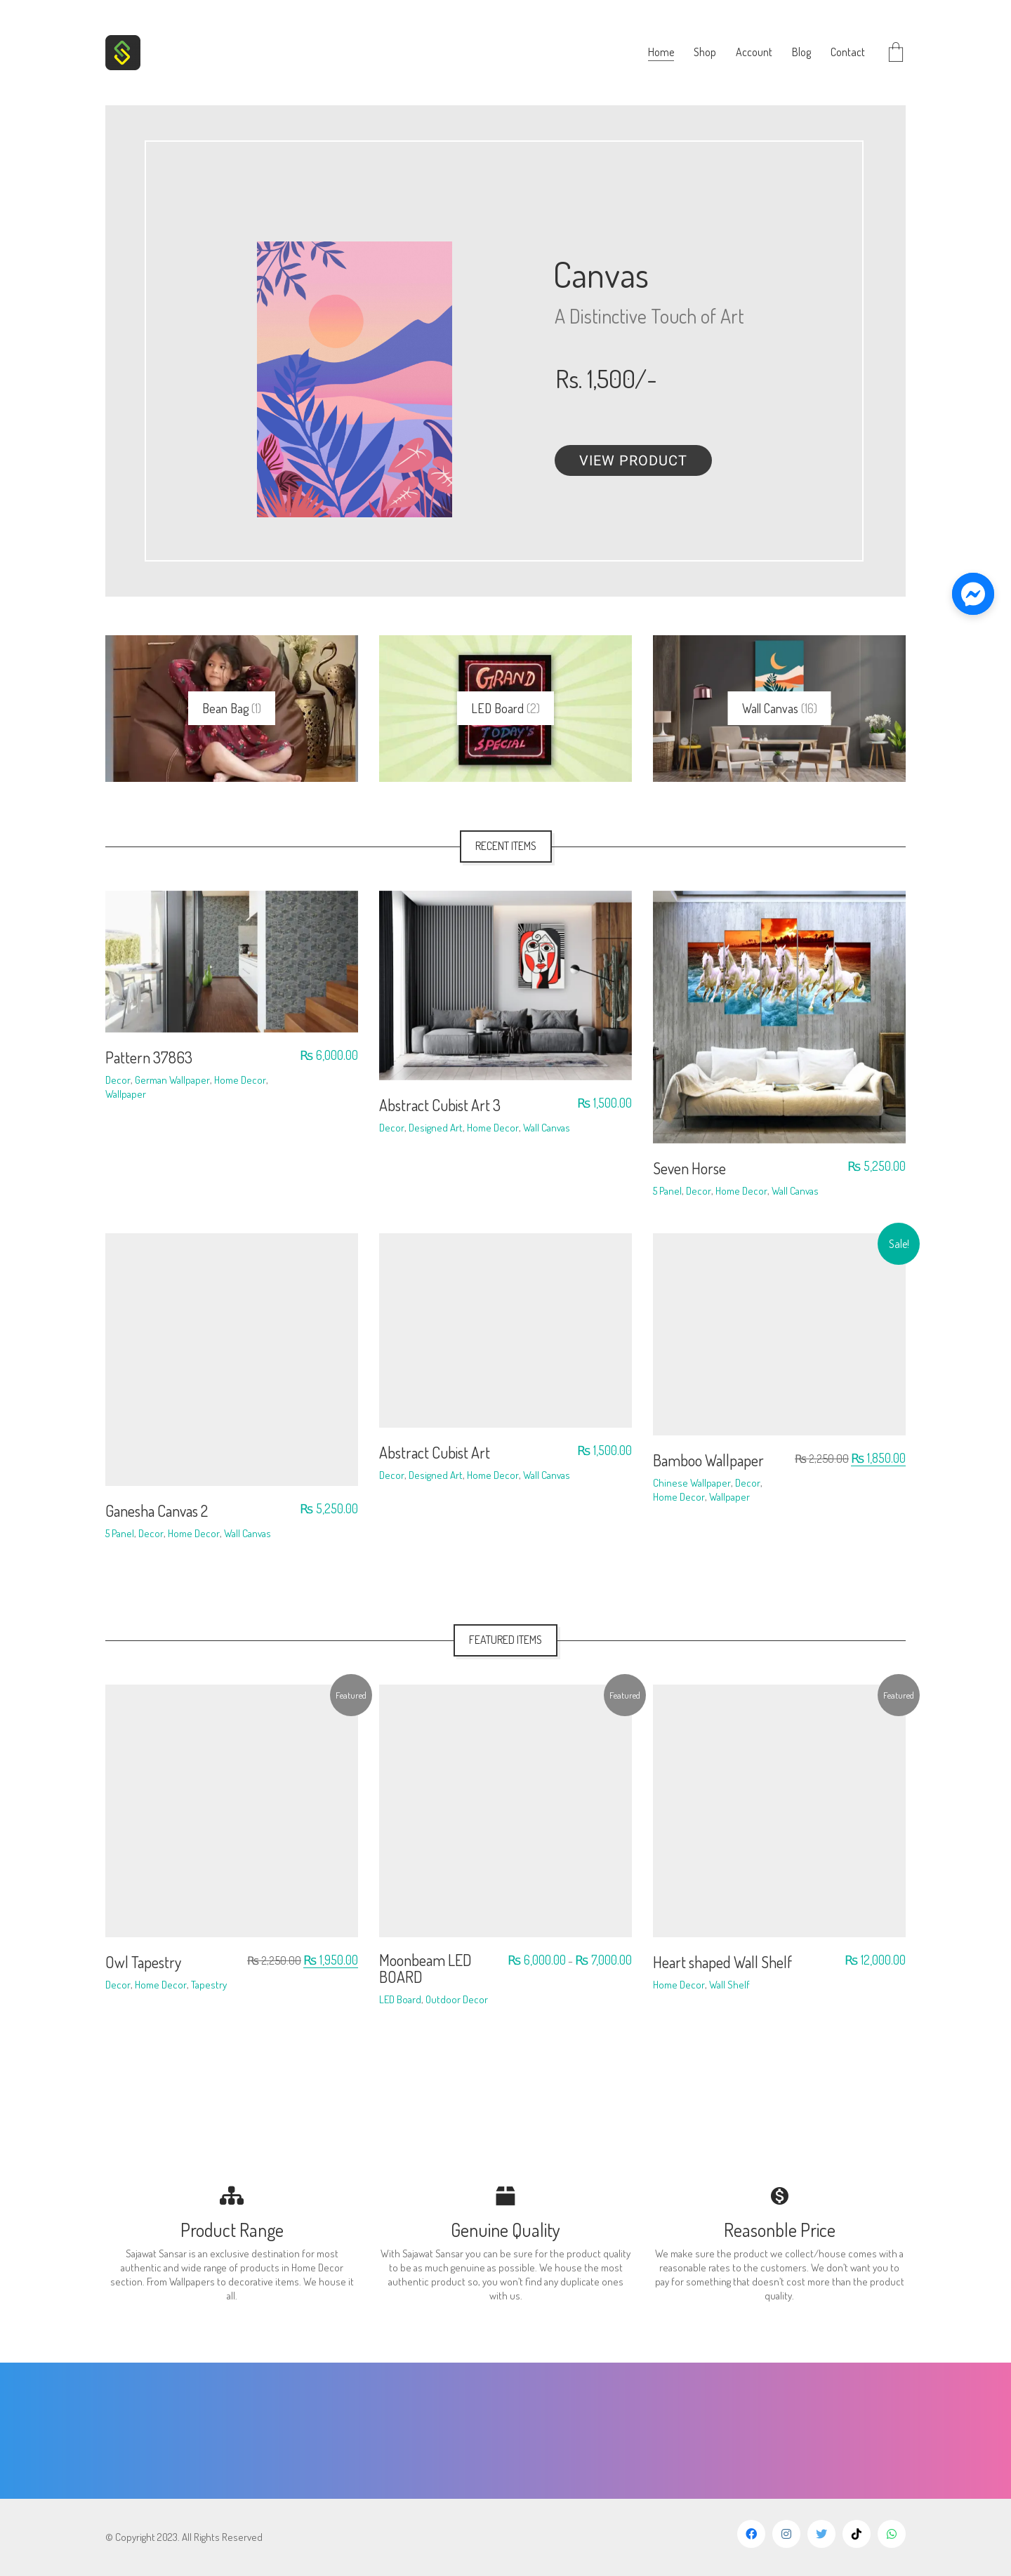 Home Shop Account Blog Contact
Canvas
A Distinctive Touch of Art
Rs. 1,500/-
VIEW PRODUCT
Bean Bag (1)
GRAND
TODAY'S
SPECIAL
LED Board (2)
Wall Canvas (16)
RECENT ITEMS
Pattern 37863
₨ 6,000.00
Decor, German Wallpaper, Home Decor,
Wallpaper
Abstract Cubist Art 3
₨ 1,500.00
Decor, Designed Art, Home Decor, Wall Canvas
Seven Horse
₨ 5,250.00
5 Panel, Decor, Home Decor, Wall Canvas
Ganesha Canvas 2
₨ 5,250.00
5 Panel, Decor, Home Decor, Wall Canvas
Abstract Cubist Art
₨ 1,500.00
Decor, Designed Art, Home Decor, Wall Canvas
Sale!
Bamboo Wallpaper
₨ 2,250.00 ₨ 1,850.00
Chinese Wallpaper, Decor,
Home Decor, Wallpaper
FEATURED ITEMS
Featured
Owl Tapestry
₨ 2,250.00 ₨ 1,950.00
Decor, Home Decor, Tapestry
Featured
Moonbeam LED
BOARD
₨ 6,000.00 - ₨ 7,000.00
LED Board, Outdoor Decor
Featured
Heart shaped Wall Shelf
₨ 12,000.00
Home Decor, Wall Shelf
Product Range
Sajawat Sansar is an exclusive destination for most
authentic and wide range of products in Home Decor
section. From Wallpapers to decorative items. We house it
all.
Genuine Quality
With Sajawat Sansar you can be sure for the product quality
to be as much genuine as possible. We house the most
authentic product so, you won't find any duplicate ones
with us.
Reasonble Price
We make sure the product we collect/house comes with a
reasonable rates to the customers. We don't want you to
pay for something that doesn't cost more than the product
quality.
© Copyright 2023. All Rights Reserved